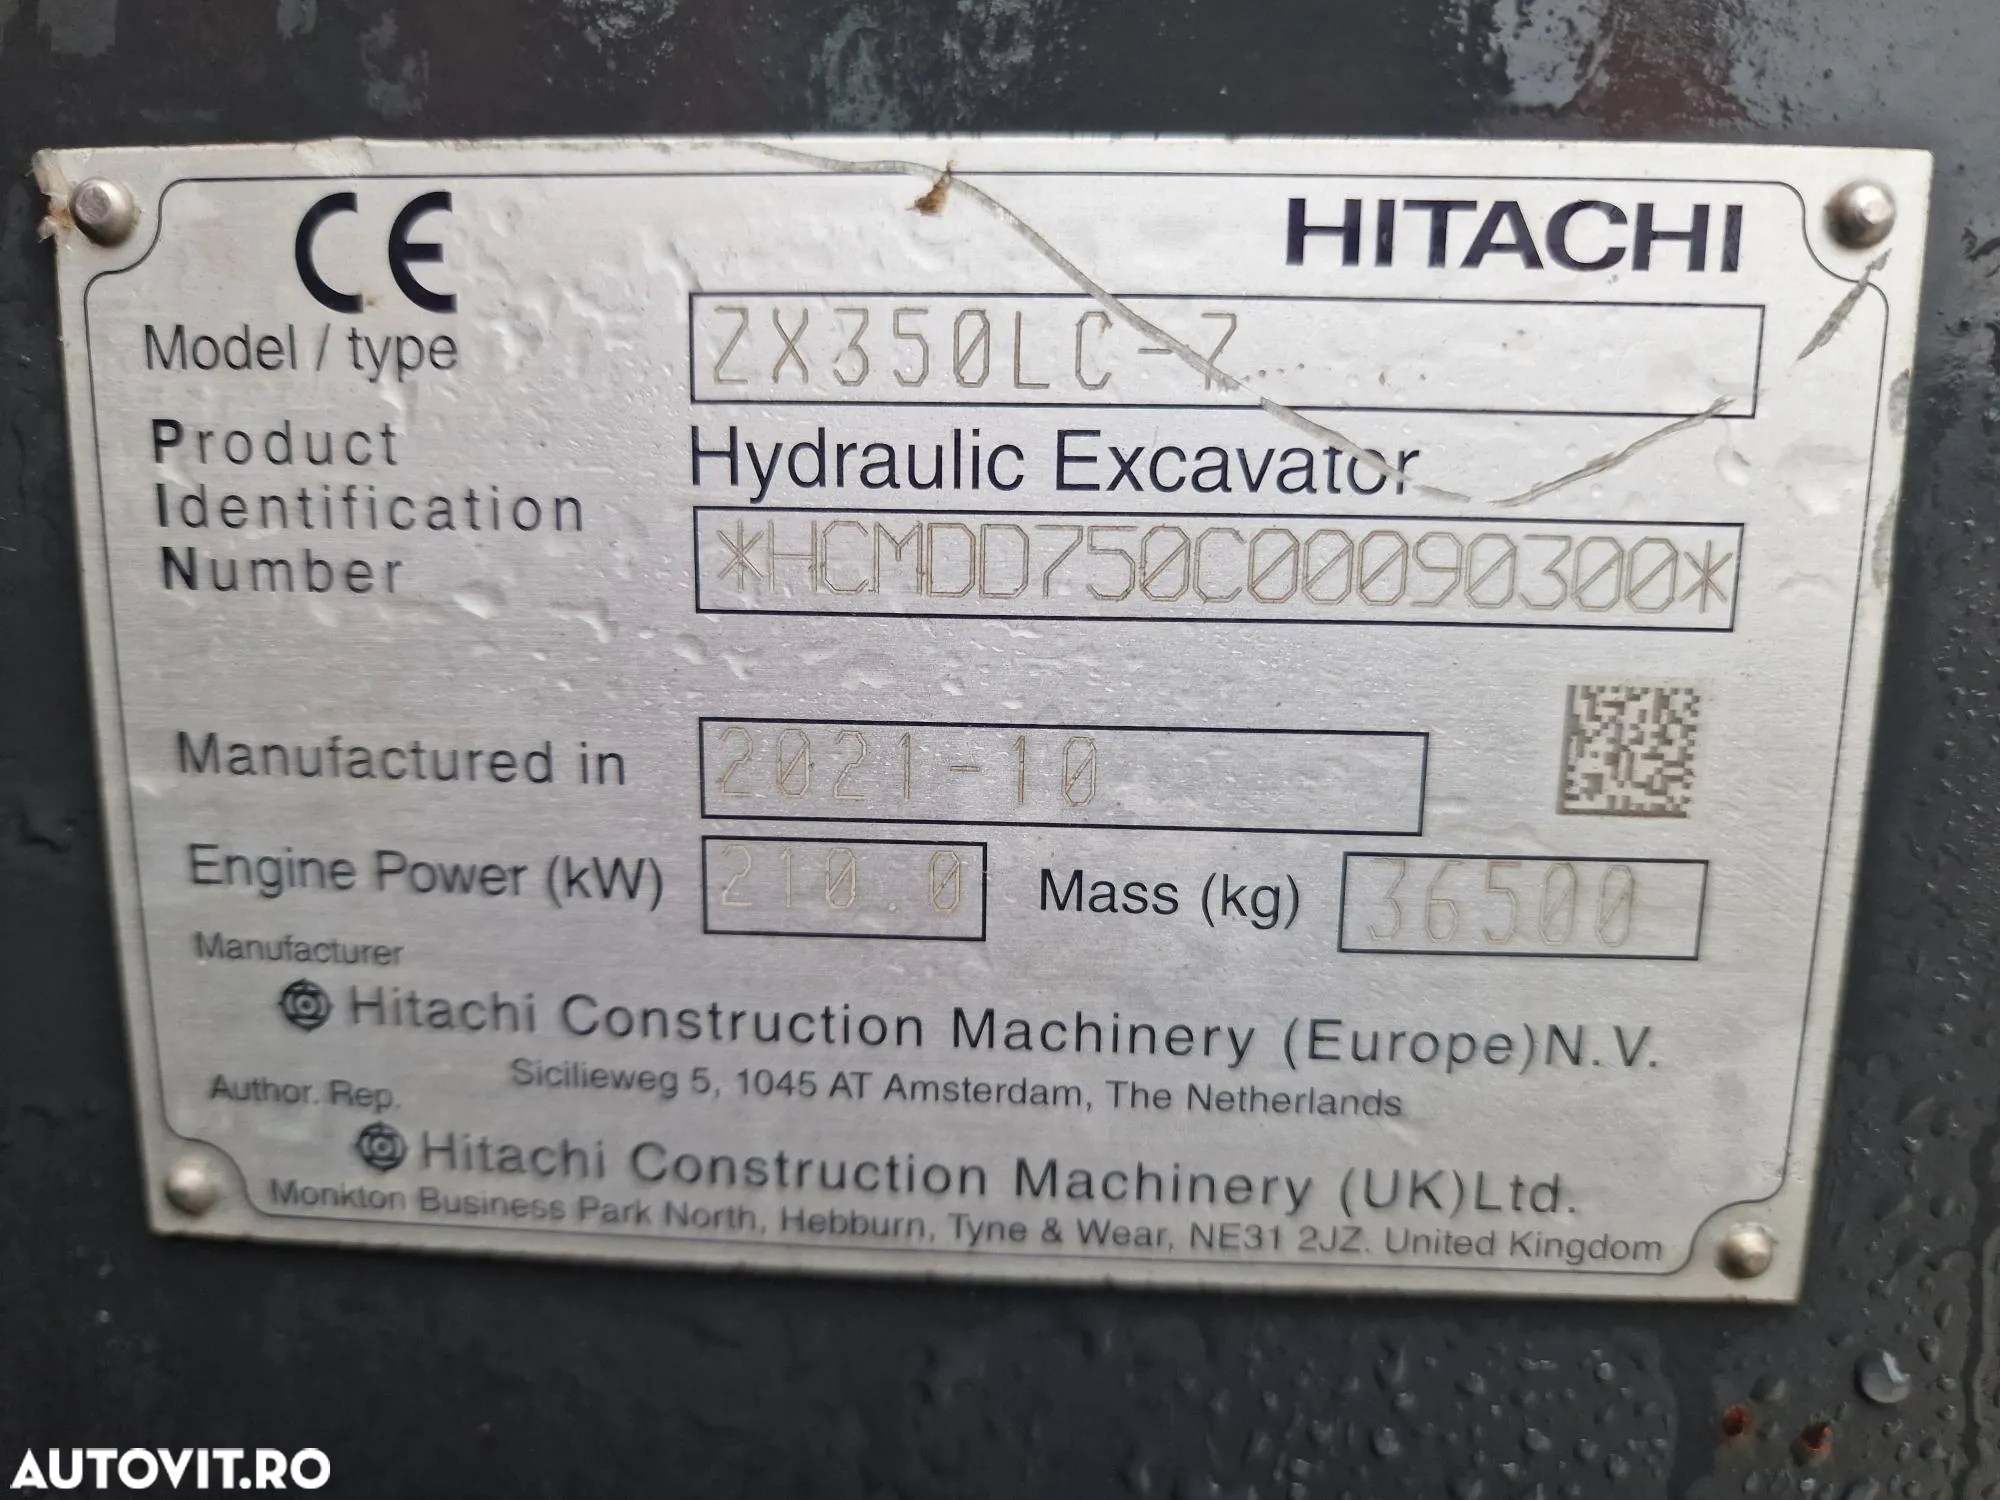 CE HITACHI
Model / type ZX350LC-7
Product Hydraulic Excavator
Identification
Number *HCMDD750C00090300*
Manufactured in 2021-10
Engine Power (kW) 210.0 Mass (kg) 36500
Manufacturer
Hitachi Construction Machinery (Europe)N.V.
Sicilieweg 5, 1045 AT Amsterdam, The Netherlands
Author. Rep.
Hitachi Construction Machinery (UK)Ltd.
Monkton Business Park North, Hebburn, Tyne & Wear, NE31 2JZ. United Kingdom
AUTOVIT.RO